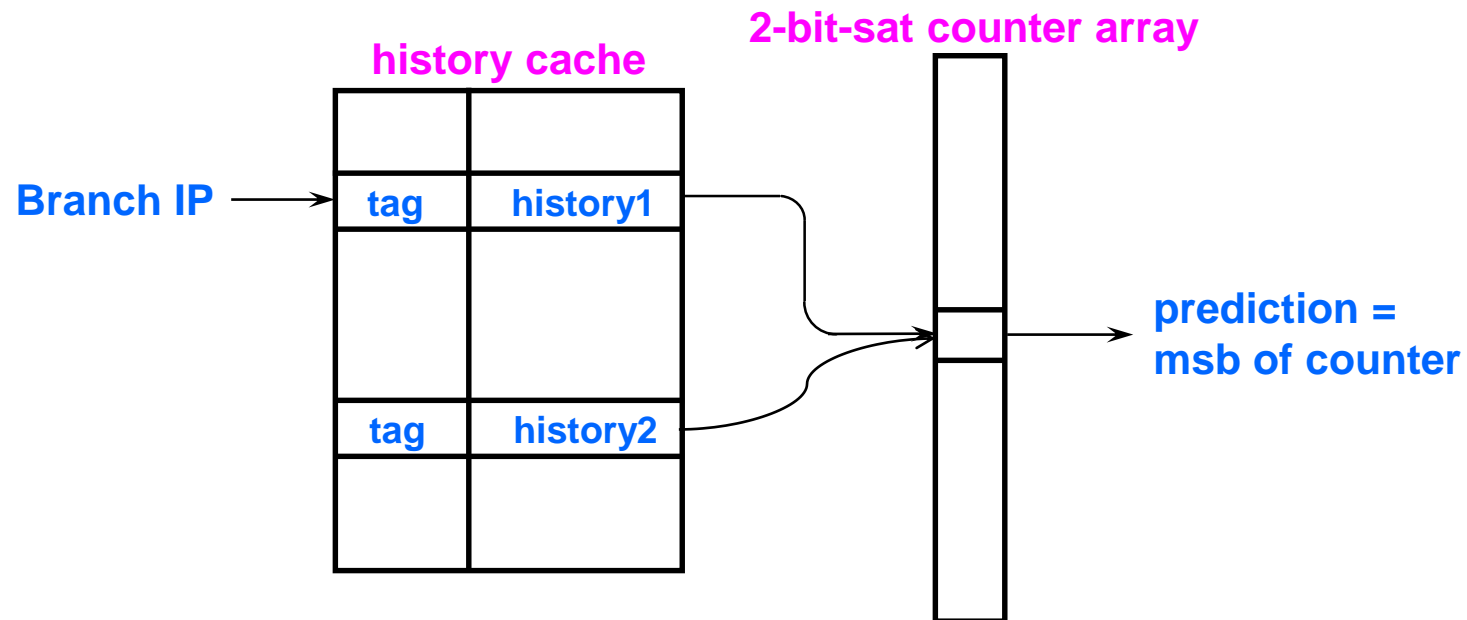 2-bit-sat counter array
history cache
Branch IP
tag
history1
prediction =
msb of counter
tag
history2